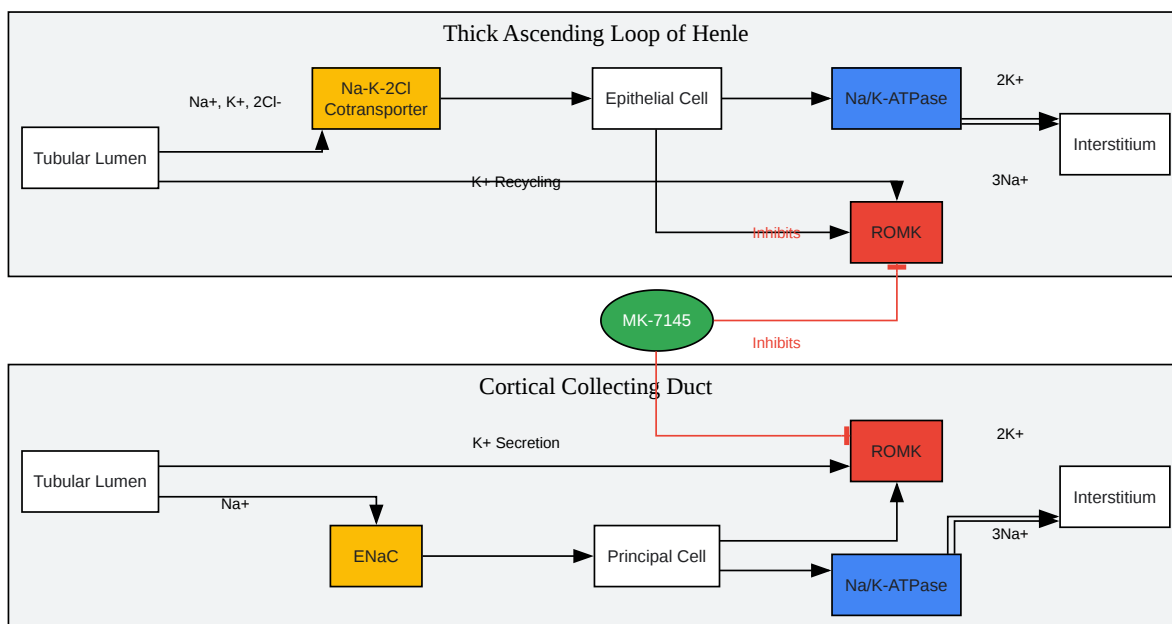 Thick Ascending Loop of Henle
Na+, K+, 2Cl-
Na-K-2Cl
Cotransporter
Epithelial Cell
Na/K-ATPase
2K+
Tubular Lumen
Interstitium
K+ Recycling
3Na+
Inhibits
ROMK
MK-7145
Inhibits
Cortical Collecting Duct
K+ Secretion
ROMK
2K+
Tubular Lumen
Na+
Interstitium
3Na+
ENaC
Principal Cell
Na/K-ATPase